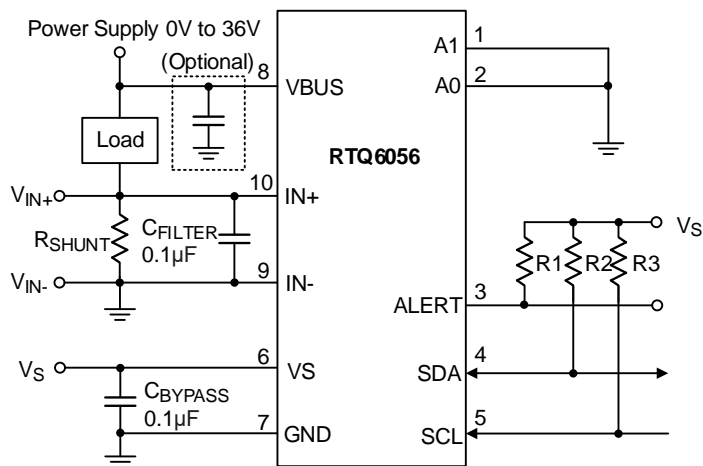 Power Supply 0V to 36V
(Optional)
8
VBUS
Load
RTQ6056
A1
1
A0
2
VIN+
10
IN+
RSHUNT
CFILTER
0.1µF
VIN-
9
IN-
VS
R1
R2
R3
ALERT
3
VS
6
VS
CBYPASS
0.1µF
7
GND
SDA
4
SCL
5